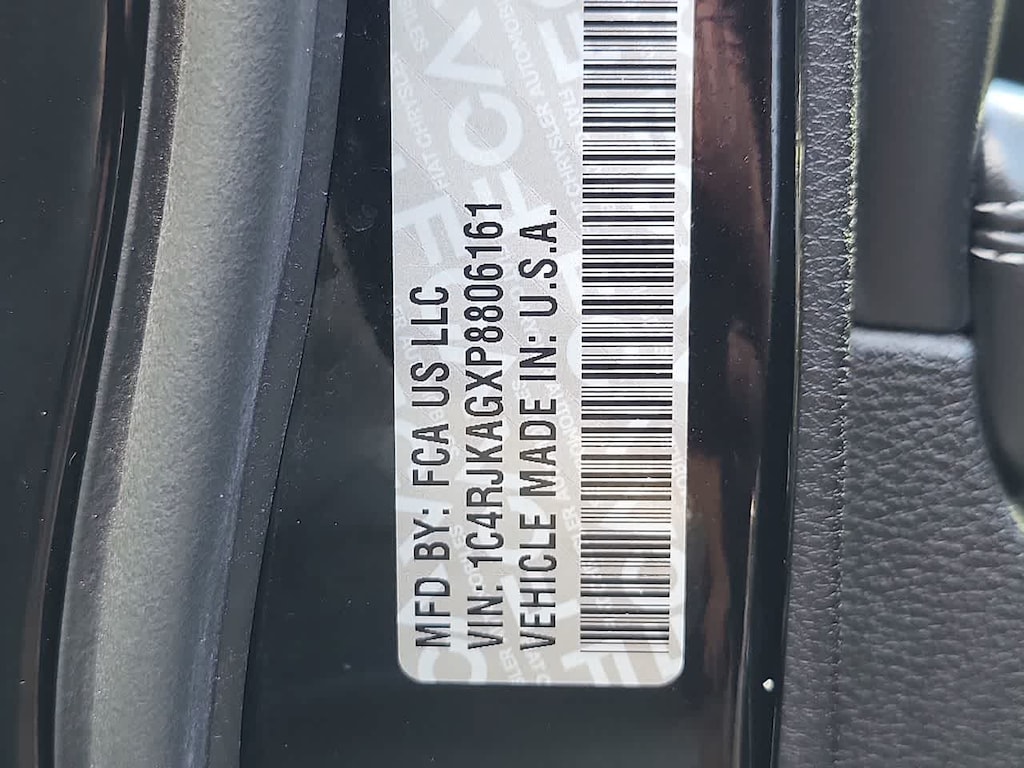 MFD BY: FCA US LLC
VIN: 1C4RJKAGXP8806161
VEHICLE MADE IN: U.S.A.